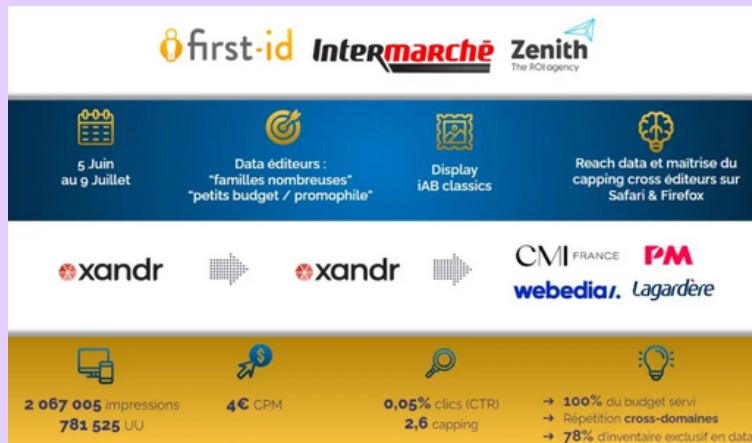 first-id Intermarché Zenith
The ROI agency
5 Juin
au 9 Juillet
Data éditeurs :
"familles nombreuses"
"petits budget / promophile"
Display
iAB classics
Reach data et maîtrise du
capping cross éditeurs sur
Safari & Firefox
xandr xandr
CMI FRANCE PM
webedia/. Lagardère
2 067 005 impressions
781 525 UU
4€ CPM
0,05% clics (CTR)
2,6 capping
→ 100% du budget servi
→ Répétition cross-domaines
→ 78% d'inventaire exclusif en data